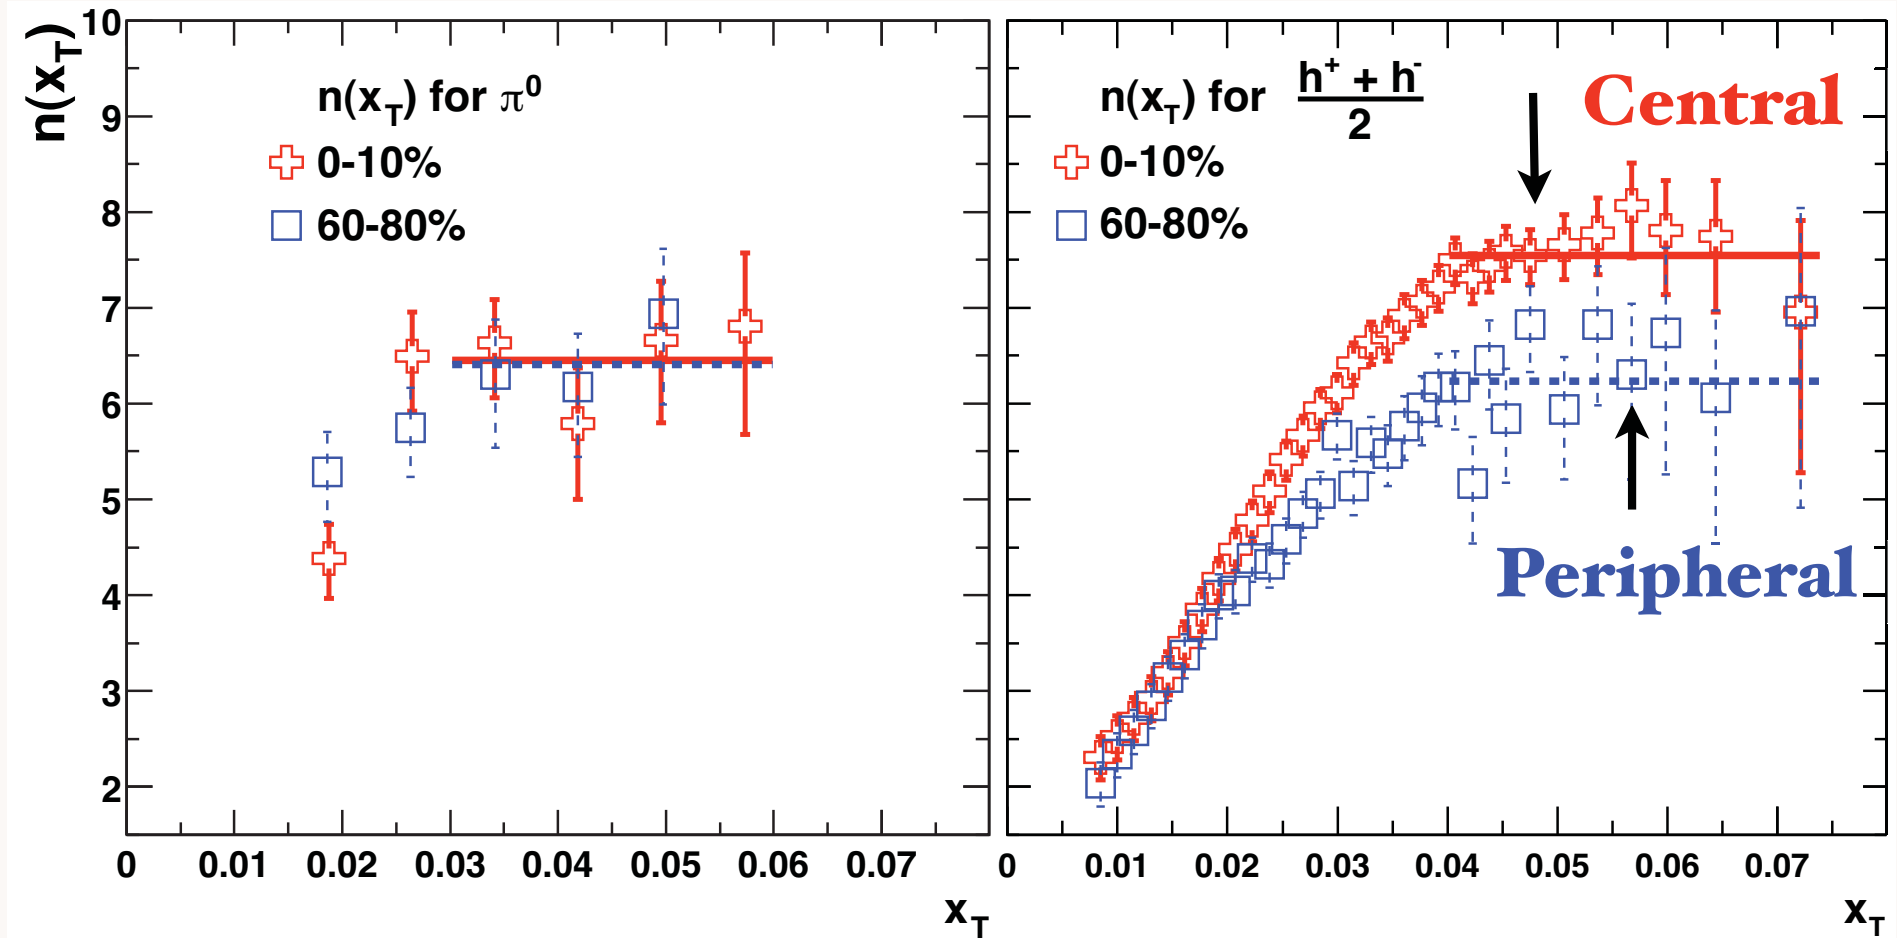 n(x_T)
10
9
8
7
6
5
4
3
2
n(x_T) for π⁰
0-10%
60-80%
0 0.01 0.02 0.03 0.04 0.05 0.06 0.07
x_T
n(x_T) for h⁺ + h⁻
2
0-10%
60-80%
Central
Peripheral
0 0.01 0.02 0.03 0.04 0.05 0.06 0.07
x_T